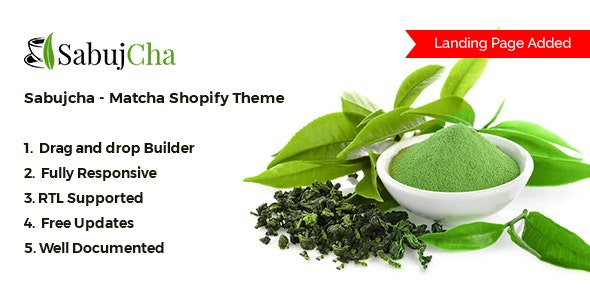 SabujCha
Landing Page Added
Sabujcha - Matcha Shopify Theme
1. Drag and drop Builder
2. Fully Responsive
3. RTL Supported
4. Free Updates
5. Well Documented